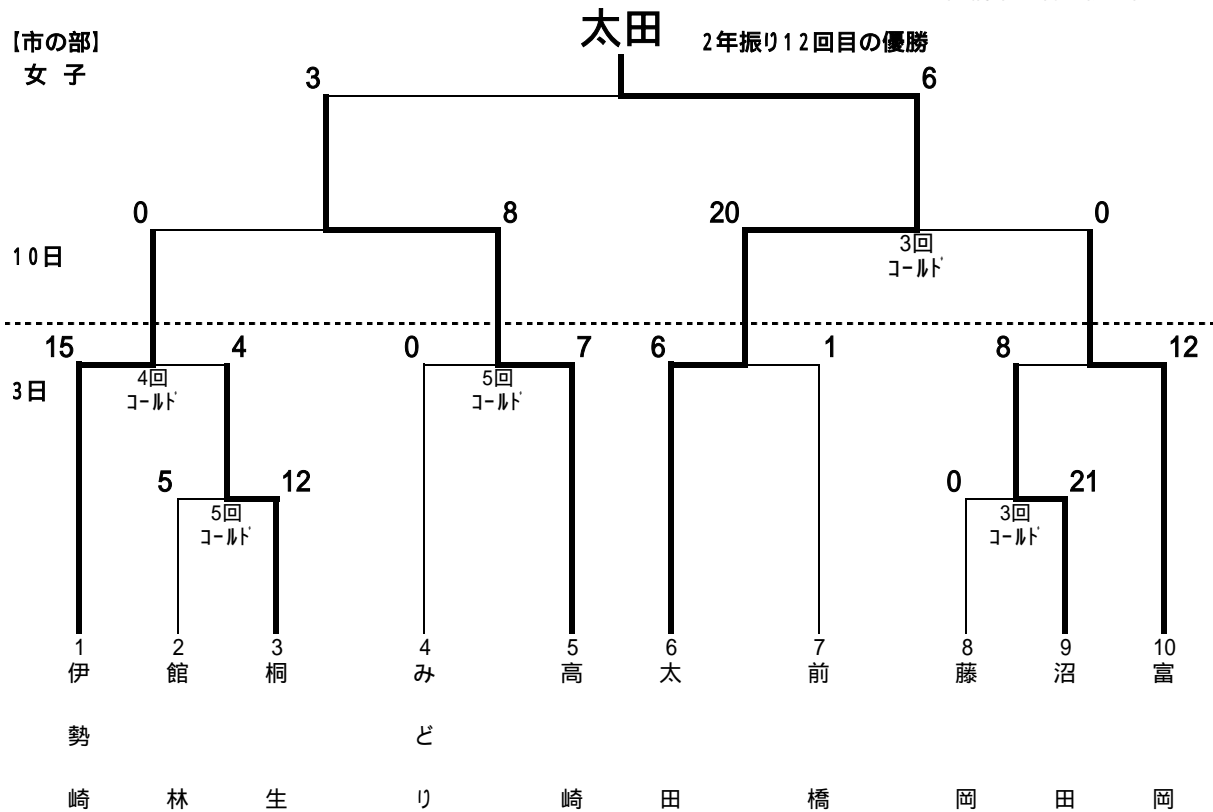 太田
2年振り12回目の優勝
【市の部】
女 子
3
6
0
8
20
0
10日
3回
コールド
15
4
0
7
6
1
8
12
3日
4回
コールド
5回
コールド
5
12
0
21
5回
コールド
3回
コールド
1
伊勢崎
2
館林
3
桐生
4
みどり
5
高崎
6
太田
7
前橋
8
藤岡
9
沼田
10
富岡